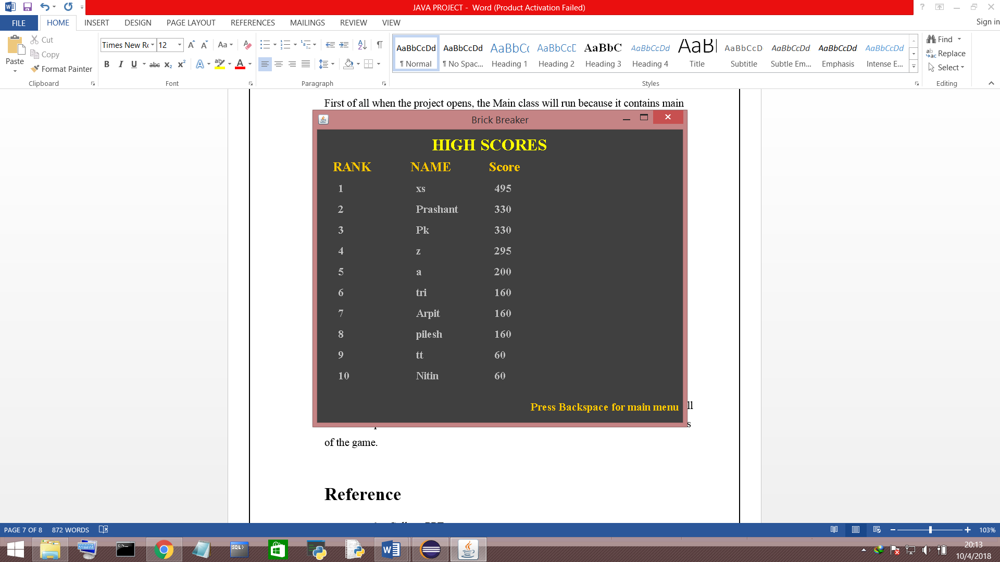 JAVA PROJECT - Word (Product Activation Failed)
FILE HOME INSERT DESIGN PAGE LAYOUT REFERENCES MAILINGS REVIEW VIEW Sign in
Paste Cut Copy Format Painter
Times New Ro 12
AaBbCcDd AaBbCcDd AaBbCc AaBbCcD AaBbC AaBbCcDd AaBl AaBbCcD AaBbCcDd AaBbCcDd AaBbCcDd
¶ Normal ¶ No Spac... Heading 1 Heading 2 Heading 3 Heading 4 Title Subtitle Subtle Em... Emphasis Intense E...
Find
Replace
Select
Clipboard Font Paragraph Styles Editing
First of all when the project opens, the Main class will run because it contains main
Brick Breaker
HIGH SCORES
RANK NAME Score
1 xs 495
2 Prashant 330
3 Pk 330
4 z 295
5 a 200
6 tri 160
7 Arpit 160
8 pilesh 160
9 tt 60
10 Nitin 60
Press Backspace for main menu
of the game.
Reference
PAGE 7 OF 8 872 WORDS 103%
20:13
10/4/2018